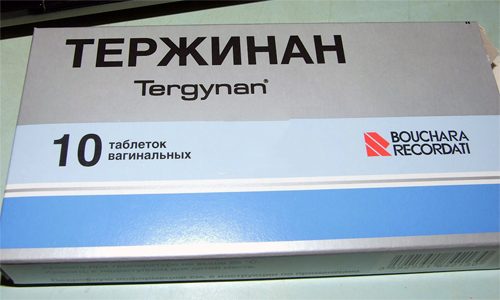 ТЕРЖИНАН
Tergynan®
10 таблеток
вагинальных
BOUCHARA
RECORDATI